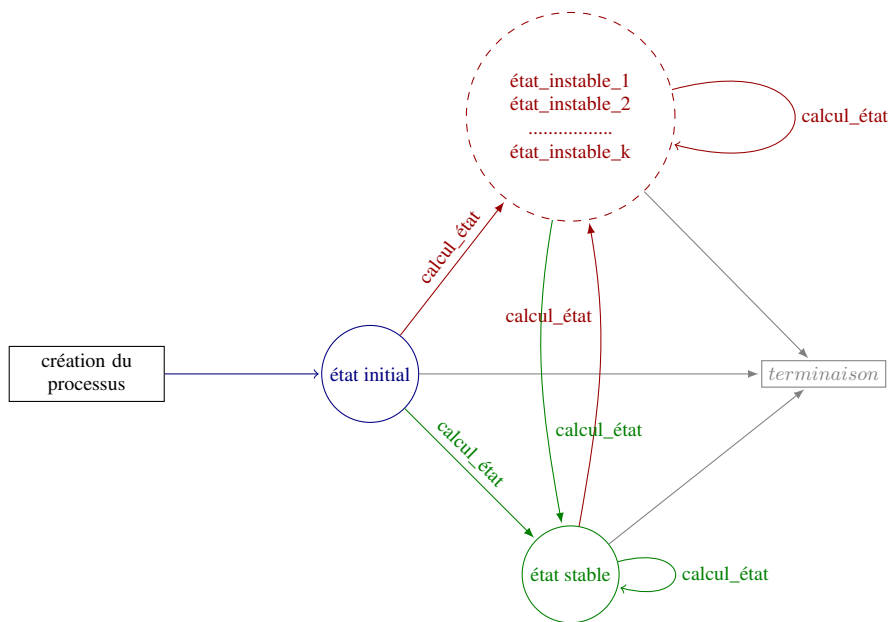 état_instable_1
état_instable_2
.................
état_instable_k
calcul_état
calcul_état
calcul_état
création du
processus
état initial
terminaison
calcul_état
calcul_état
état stable
calcul_état